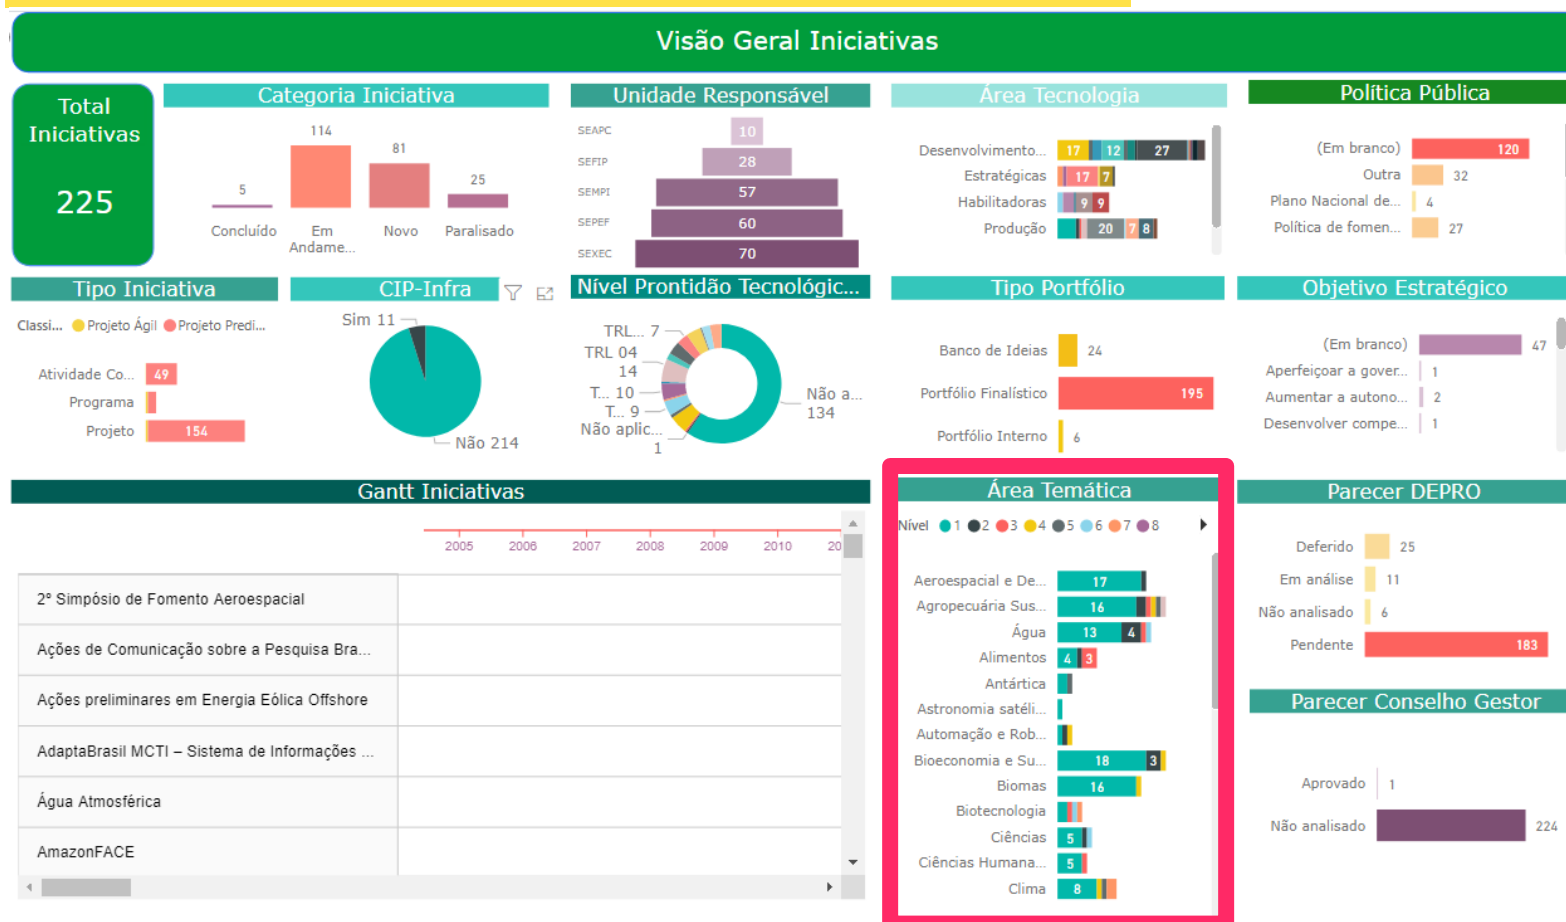 Visão Geral Iniciativas
Total
Iniciativas
225
Categoria Iniciativa
5
114
81
25
Concluído
Em
Andame...
Novo
Paralisado
Unidade Responsável
SEAPC 10
SEFIP 28
SEMPI 57
SEPEF 60
SEXEC 70
Área Tecnologia
Desenvolvimento... 17 12 27
Estratégicas 17 7
Habilitadoras 9 9
Produção 20 7 8
Política Pública
(Em branco) 120
Outra 32
Plano Nacional de... 4
Política de fomen... 27
Tipo Iniciativa
Classi... Projeto Ágil Projeto Predi...
Atividade Co... 49
Programa
Projeto 154
CIP-Infra
Sim 11
Não 214
Nível Prontidão Tecnológic...
TRL... 7
TRL 04
14
T... 10
T... 9
Não aplic...
1
Não a...
134
Tipo Portfólio
Banco de Ideias 24
Portfólio Finalístico 195
Portfólio Interno 6
Objetivo Estratégico
(Em branco) 47
Aperfeiçoar a gover... 1
Aumentar a autono... 2
Desenvolver compe... 1
Gantt Iniciativas
2005 2006 2007 2008 2009 2010 20
2º Simpósio de Fomento Aeroespacial
Ações de Comunicação sobre a Pesquisa Bra...
Ações preliminares em Energia Eólica Offshore
AdaptaBrasil MCTI – Sistema de Informações ...
Água Atmosférica
AmazonFACE
Área Temática
Nível 1 2 3 4 5 6 7 8
Aeroespacial e De... 17
Agropecuária Sus... 16
Água 13 4
Alimentos 4 3
Antártica
Astronomia satéli...
Automação e Rob...
Bioeconomia e Su... 18 3
Biomas 16
Biotecnologia
Ciências 5
Ciências Humana... 5
Clima 8
Parecer DEPRO
Deferido 25
Em análise 11
Não analisado 6
Pendente 183
Parecer Conselho Gestor
Aprovado 1
Não analisado 224